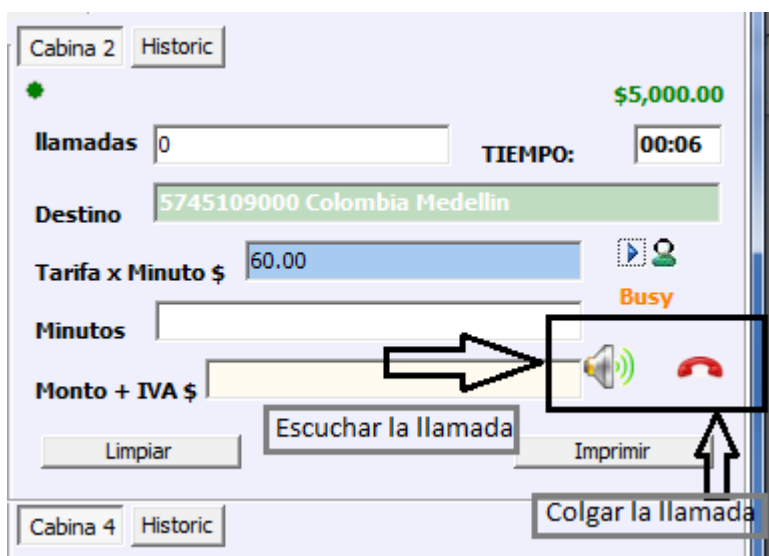 Cabina 2 Historic
$5,000.00
llamadas 0 TIEMPO: 00:06
Destino 5745109000 Colombia Medellin
Tarifa x Minuto $ 60.00
Busy
Minutos
Monto + IVA $
Escuchar la llamada
Limpiar Imprimir
Colgar la llamada
Cabina 4 Historic